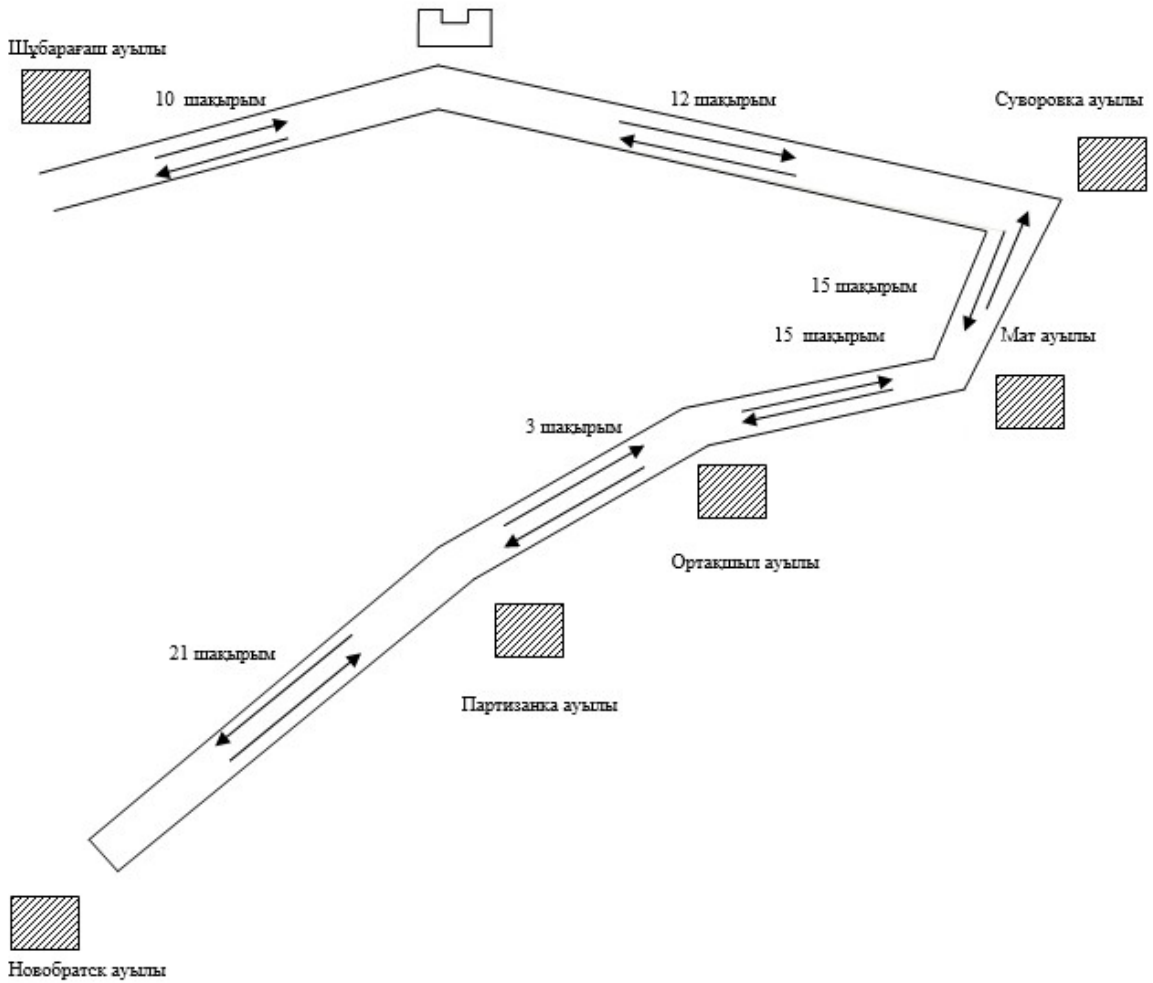 Шұбарағаш ауылы
10 шақырым
12 шақырым
Суворовка ауылы
15 шақырым
15 шақырым
Мат ауылы
3 шақырым
Ортақшыл ауылы
21 шақырым
Партизанка ауылы
Новобратск ауылы